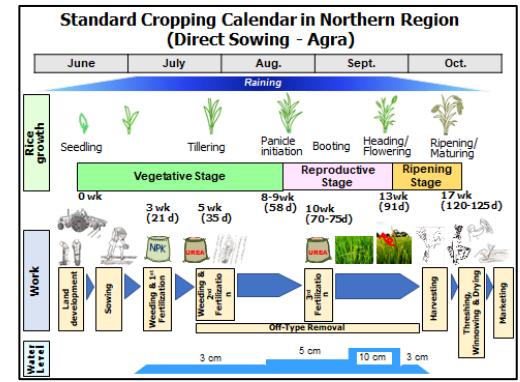 Standard Cropping Calendar in Northern Region
(Direct Sowing - Agra)
June July Aug. Sept. Oct.
Raining
Rice
growth
Seedling
Tillering
Panicle
initiation
Booting
Heading/
Flowering
Ripening/
Maturing
Vegetative Stage
Reproductive
Stage
Ripening
Stage
0 wk
3 wk
(21 d)
5 wk
(35 d)
8-9wk
(58 d)
10wk
(70-75d)
13wk
(91d)
17 wk
(120-125d)
Work
NPK
UREA
UREA
Land
development
Sowing
Weeding & 1st
Fertilization
Weeding &
2nd
Fertilizatio
n
3rd
Fertilizatio
n
Harvesting
Threshing,
Winnowing & Drying
Marketing
Off-Type Removal
Water
Level
3 cm
5 cm
10 cm
3 cm